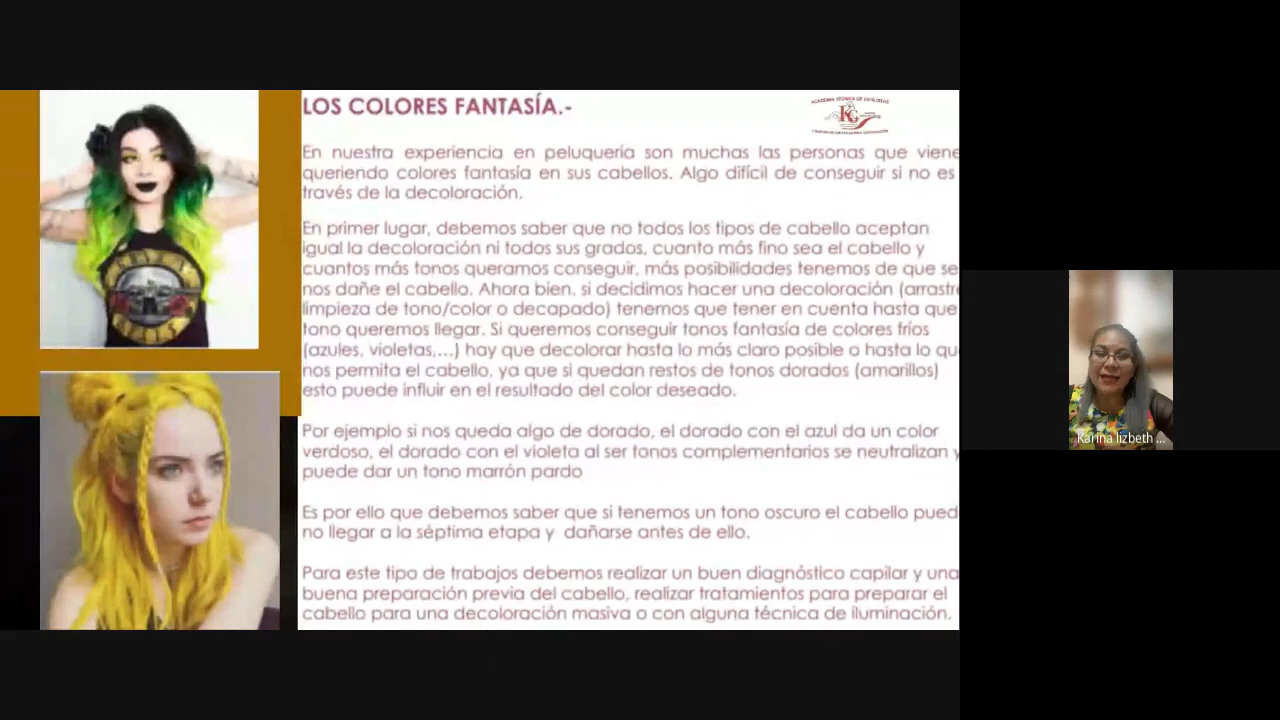 LOS COLORES FANTASÍA.-
ACADEMIA TÉCNICA DE ESTILISTAS
KG
En nuestra experiencia en peluquería son muchas las personas que viene
queriendo colores fantasía en sus cabellos. Algo difícil de conseguir si no es
través de la decoloración.
En primer lugar, debemos saber que no todos los tipos de cabello aceptan
igual la decoloración ni todos sus grados, cuanto más fino sea el cabello y
cuantos más tonos queramos conseguir, más posibilidades tenemos de que se
nos dañe el cabello. Ahora bien, si decidimos hacer una decoloración (arrastre
limpieza de tono/color o decapado) tenemos que tener en cuenta hasta que
tono queremos llegar. Si queremos conseguir tonos fantasía de colores fríos
(azules, violetas,...) hay que decolorar hasta lo más claro posible o hasta lo qu
nos permita el cabello, ya que si quedan restos de tonos dorados (amarillos)
esto puede influir en el resultado del color deseado.
Por ejemplo si nos queda algo de dorado, el dorado con el azul da un color
verdoso, el dorado con el violeta al ser tonos complementarios se neutralizan y
puede dar un tono marrón pardo
Es por ello que debemos saber que si tenemos un tono oscuro el cabello pued
no llegar a la séptima etapa y dañarse antes de ello.
Para este tipo de trabajos debemos realizar un buen diagnóstico capilar y una
buena preparación previa del cabello, realizar tratamientos para preparar el
cabello para una decoloración masiva o con alguna técnica de iluminación.
Karina lizbeth ...